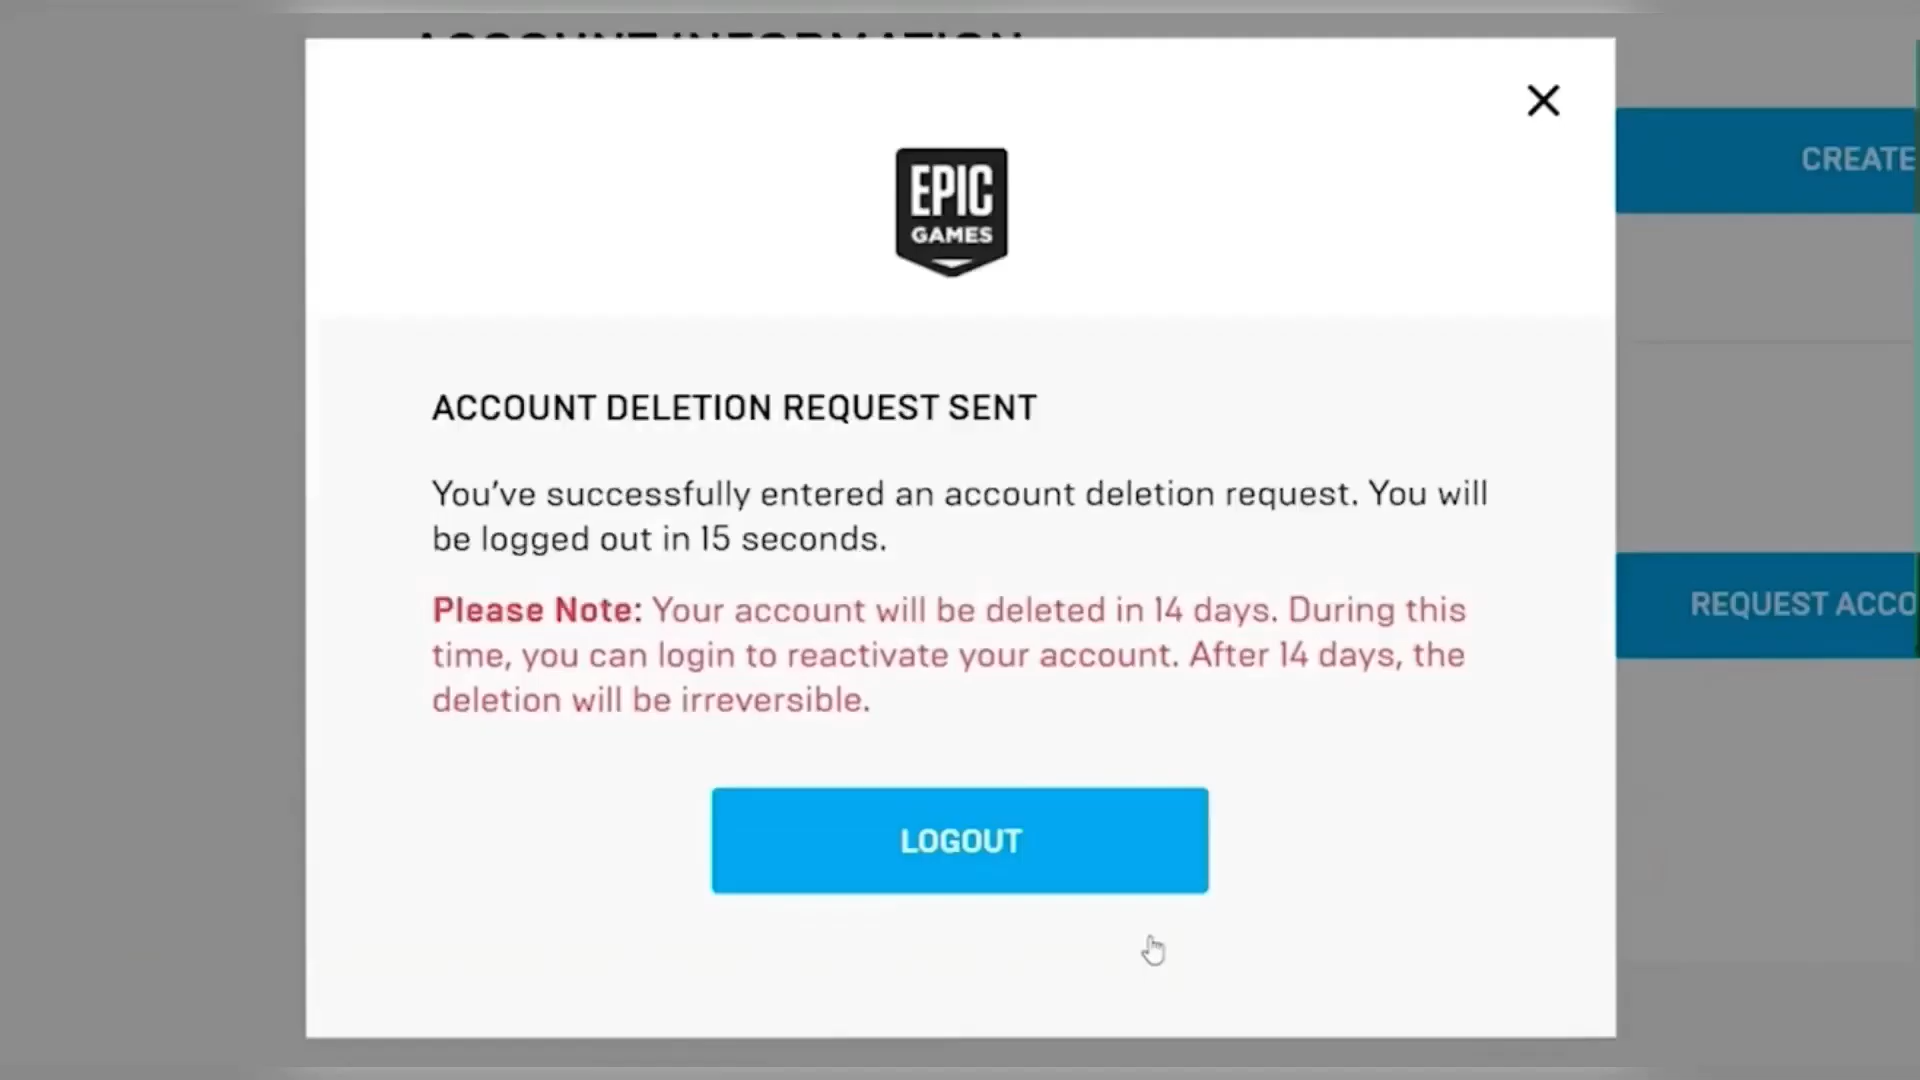 ACCOUNT INFORMATION
CREATE
EPIC
GAMES
ACCOUNT DELETION REQUEST SENT
You've successfully entered an account deletion request. You will
be logged out in 15 seconds.
Please Note: Your account will be deleted in 14 days. During this
time, you can login to reactivate your account. After 14 days, the
deletion will be irreversible.
REQUEST ACCO
LOGOUT